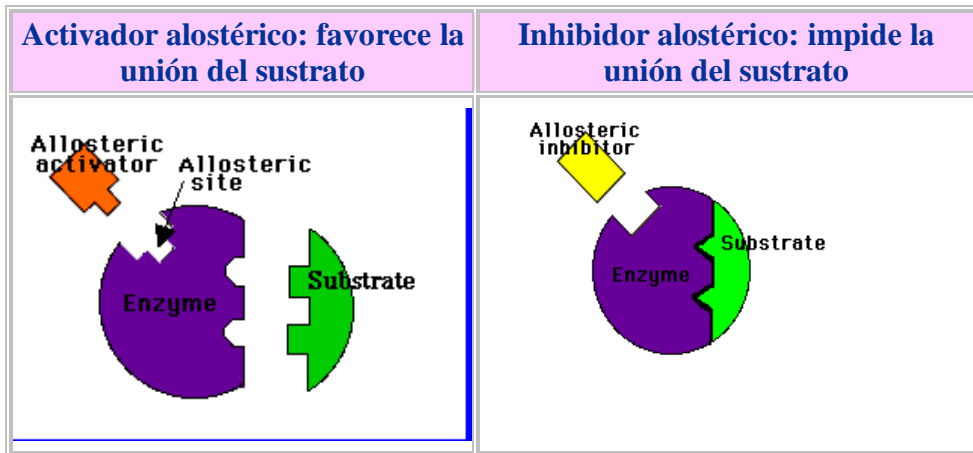 Activador alostérico: favorece la
unión del sustrato
Inhibidor alostérico: impide la
unión del sustrato
Allosteric
activator
Allosteric
site
Enzyme
Substrate
Allosteric
inhibitor
Substrate
Enzyme